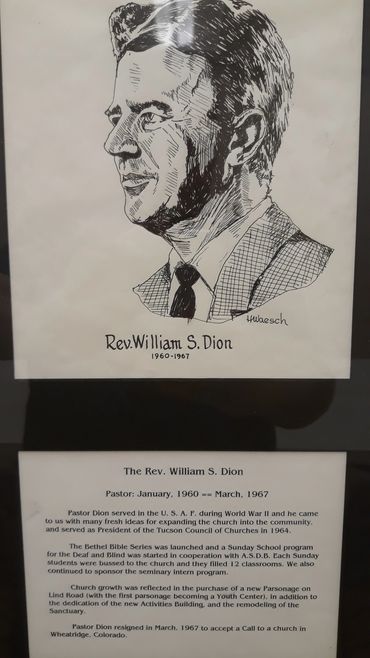 HWaesch
Rev. William S. Dion
1960-1967
The Rev. William S. Dion
Pastor: January, 1960 == March, 1967
Pastor Dion served in the U. S. A. F. during World War II and he came
to us with many fresh ideas for expanding the church into the community,
and served as President of the Tucson Council of Churches in 1964.
The Bethel Bible Series was launched and a Sunday School program
for the Deaf and Blind was started in cooperation with A.S.D.B. Each Sunday
students were bussed to the church and they filled 12 classrooms. We also
continued to sponsor the seminary intern program.
Church growth was reflected in the purchase of a new Parsonage on
Lind Road (with the first parsonage becoming a Youth Center), in addition to
the dedication of the new Activities Building, and the remodeling of the
Sanctuary.
Pastor Dion resigned in March, 1967 to accept a Call to a church in
Wheatridge, Colorado.